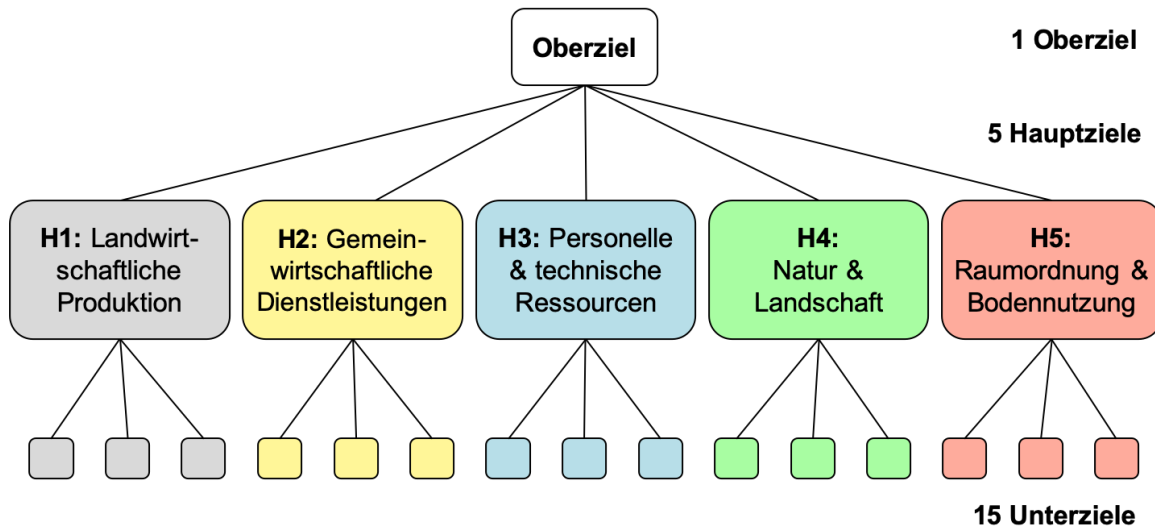 Oberziel
1 Oberziel
5 Hauptziele
H1: Landwirt-
schaftliche
Produktion
H2: Gemein-
wirtschaftliche
Dienstleistungen
H3: Personelle
& technische
Ressourcen
H4:
Natur &
Landschaft
H5:
Raumordnung &
Bodennutzung
15 Unterziele